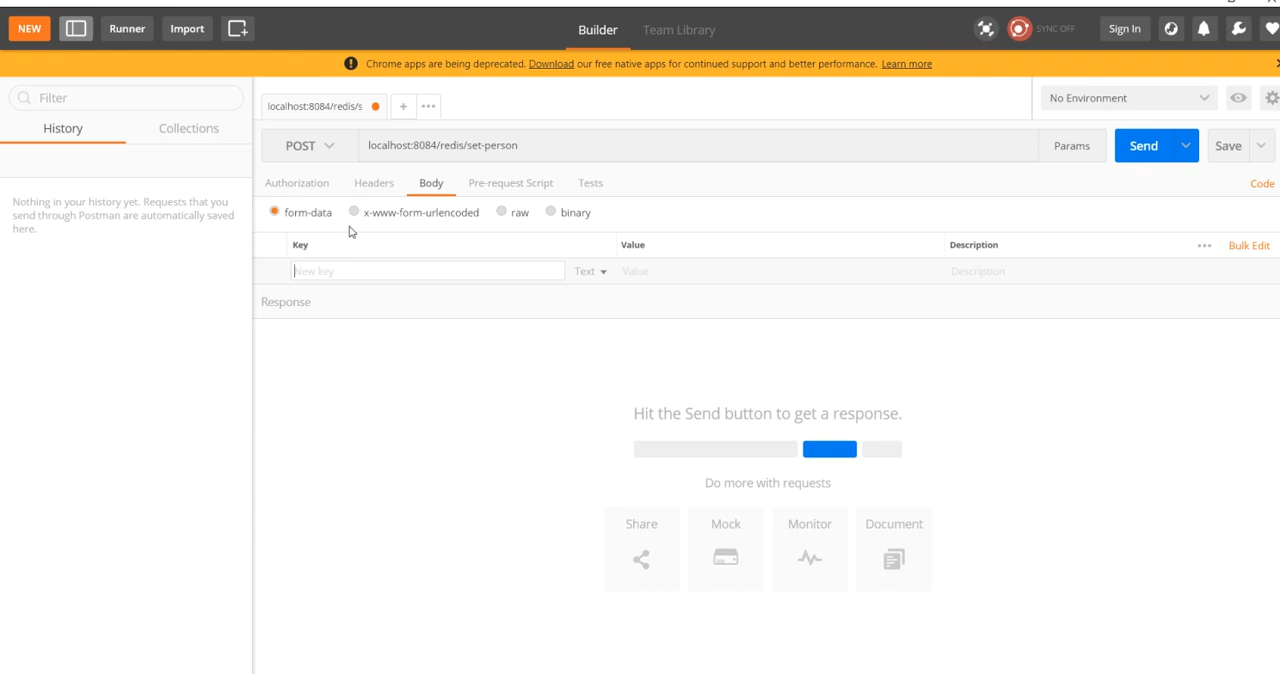 NEW Runner Import Builder Team Library SYNC OFF Sign In
Chrome apps are being deprecated. Download our free native apps for continued support and better performance. Learn more
Filter
History Collections
Nothing in your history yet. Requests that you
send through Postman are automatically saved
here.
localhost:8084/redis/s + ••• No Environment
POST localhost:8084/redis/set-person Params Send Save
Authorization Headers Body Pre-request Script Tests Code
form-data x-www-form-urlencoded raw binary
Key Value Description ••• Bulk Edit
New key Text Value Description
Response
Hit the Send button to get a response.
Do more with requests
Share Mock Monitor Document